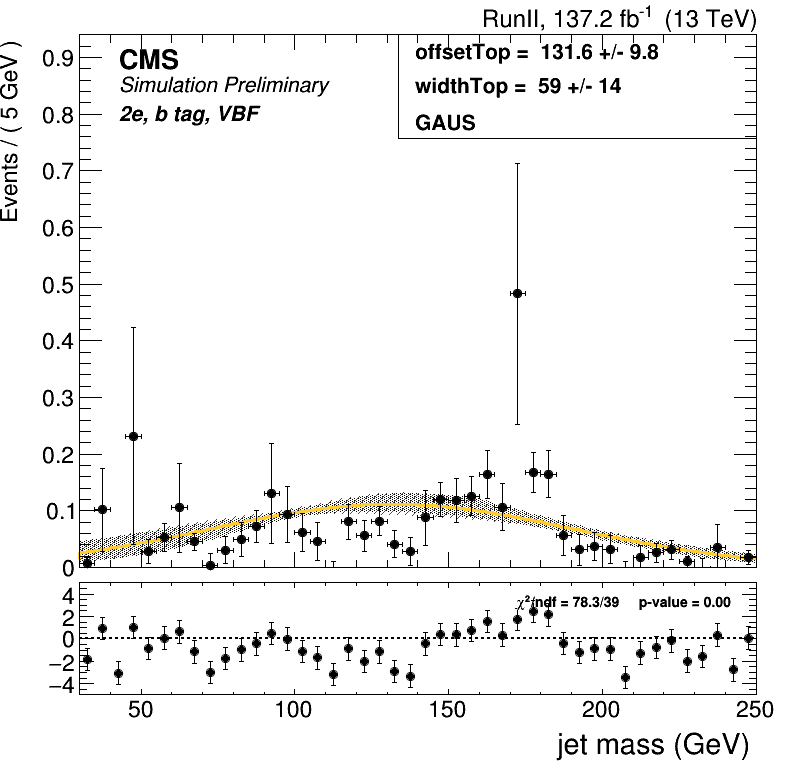 RunII, 137.2 fb-1 (13 TeV)
CMS
Simulation Preliminary
2e, b tag, VBF
offsetTop = 131.6 +/- 9.8
widthTop = 59 +/- 14
GAUS
Events / ( 5 GeV )
0.9
0.8
0.7
0.6
0.5
0.4
0.3
0.2
0.1
0
χ2/ndf = 78.3/39 p-value = 0.00
4
2
0
−2
−4
50 100 150 200 250
jet mass (GeV)